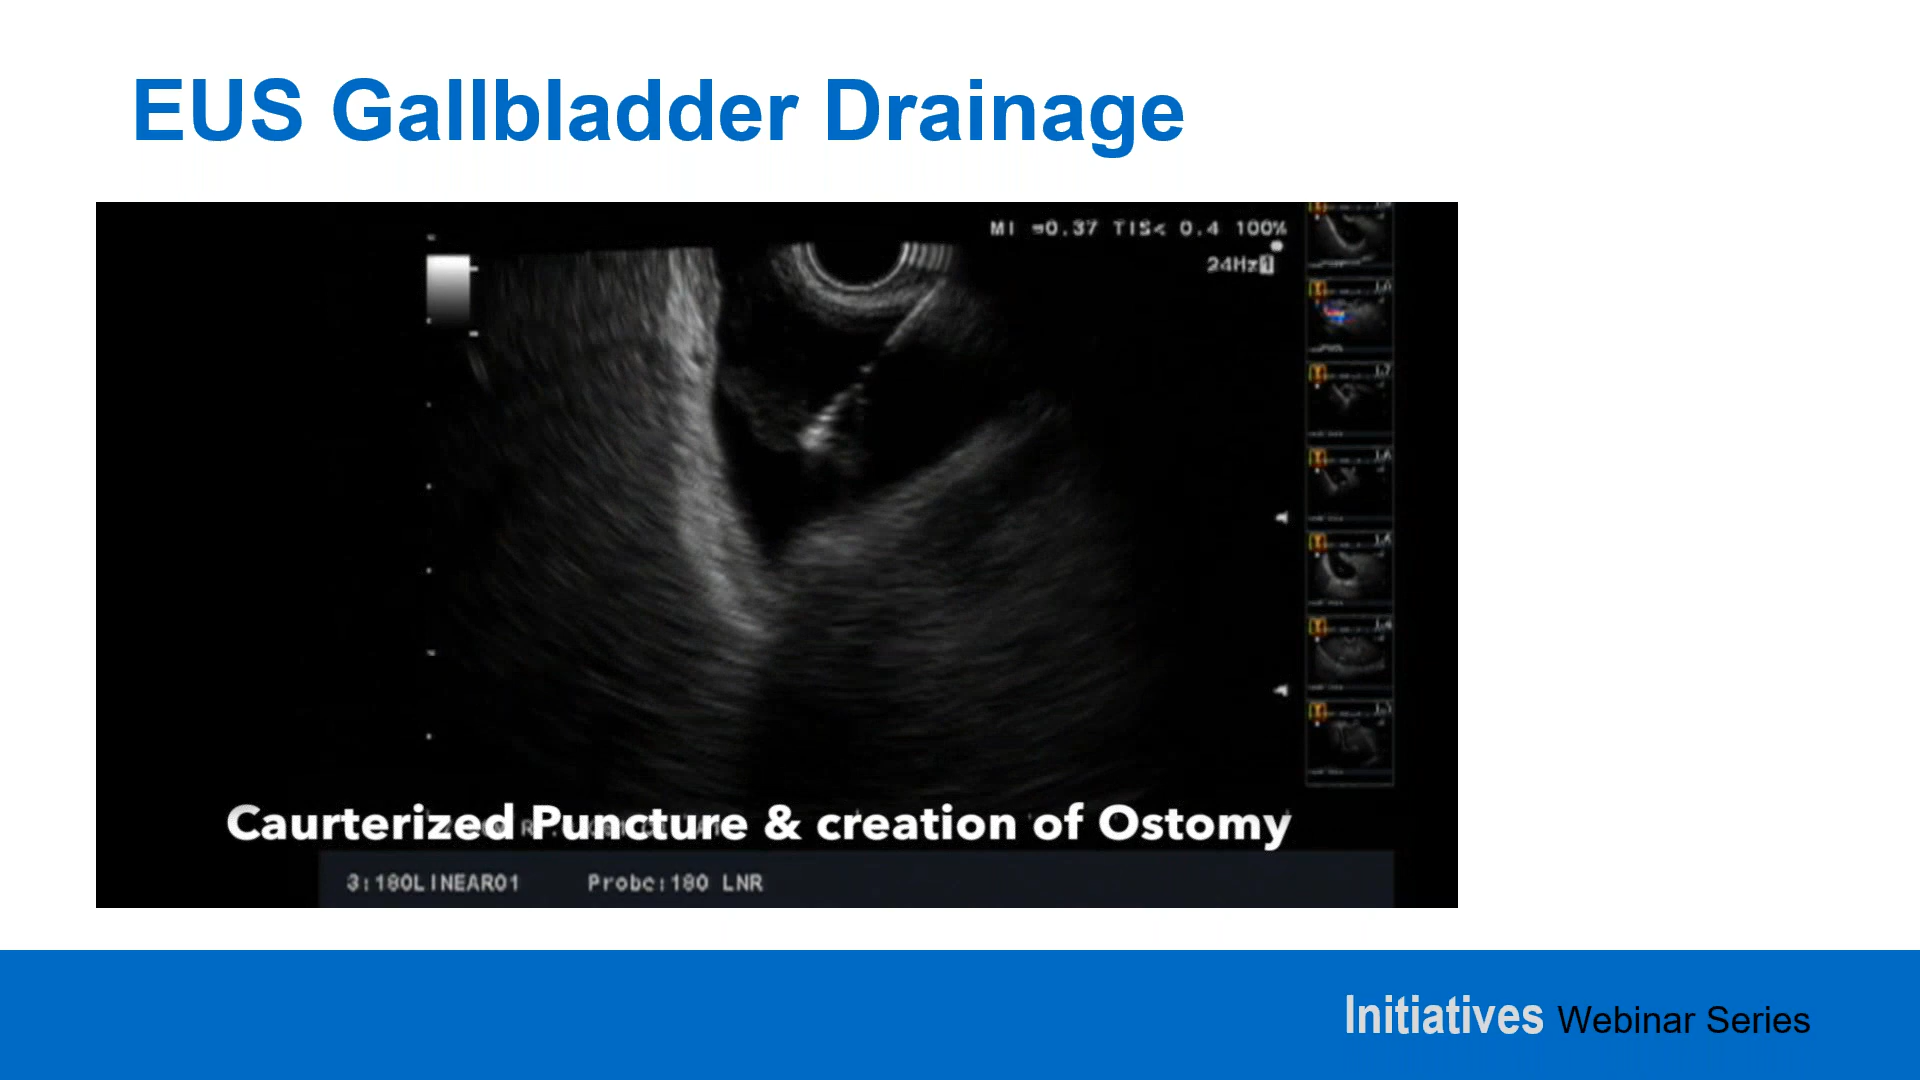 EUS Gallbladder Drainage
MI =0.37 TIS< 0.4 100%
24Hz 1
Caurterized Puncture & creation of Ostomy
3:180LINEAR01 Probe:180 LNR
Initiatives Webinar Series